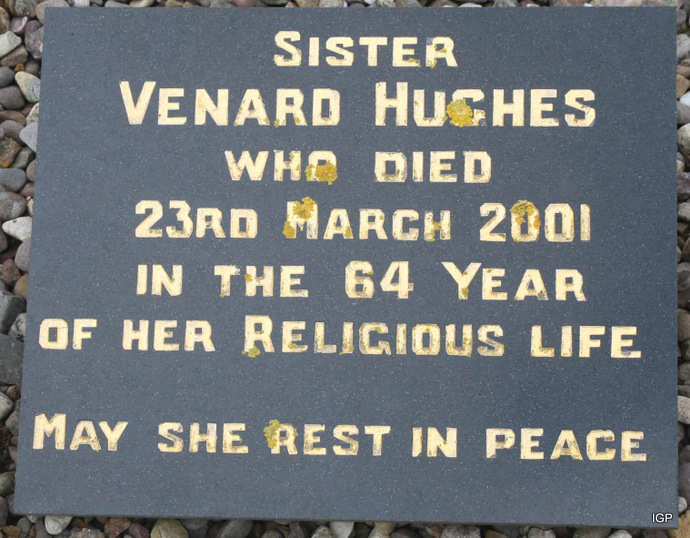 SISTER
VENARD HUGHES
WHO DIED
23RD MARCH 2001
IN THE 64 YEAR
OF HER RELIGIOUS LIFE
MAY SHE REST IN PEACE
IGP